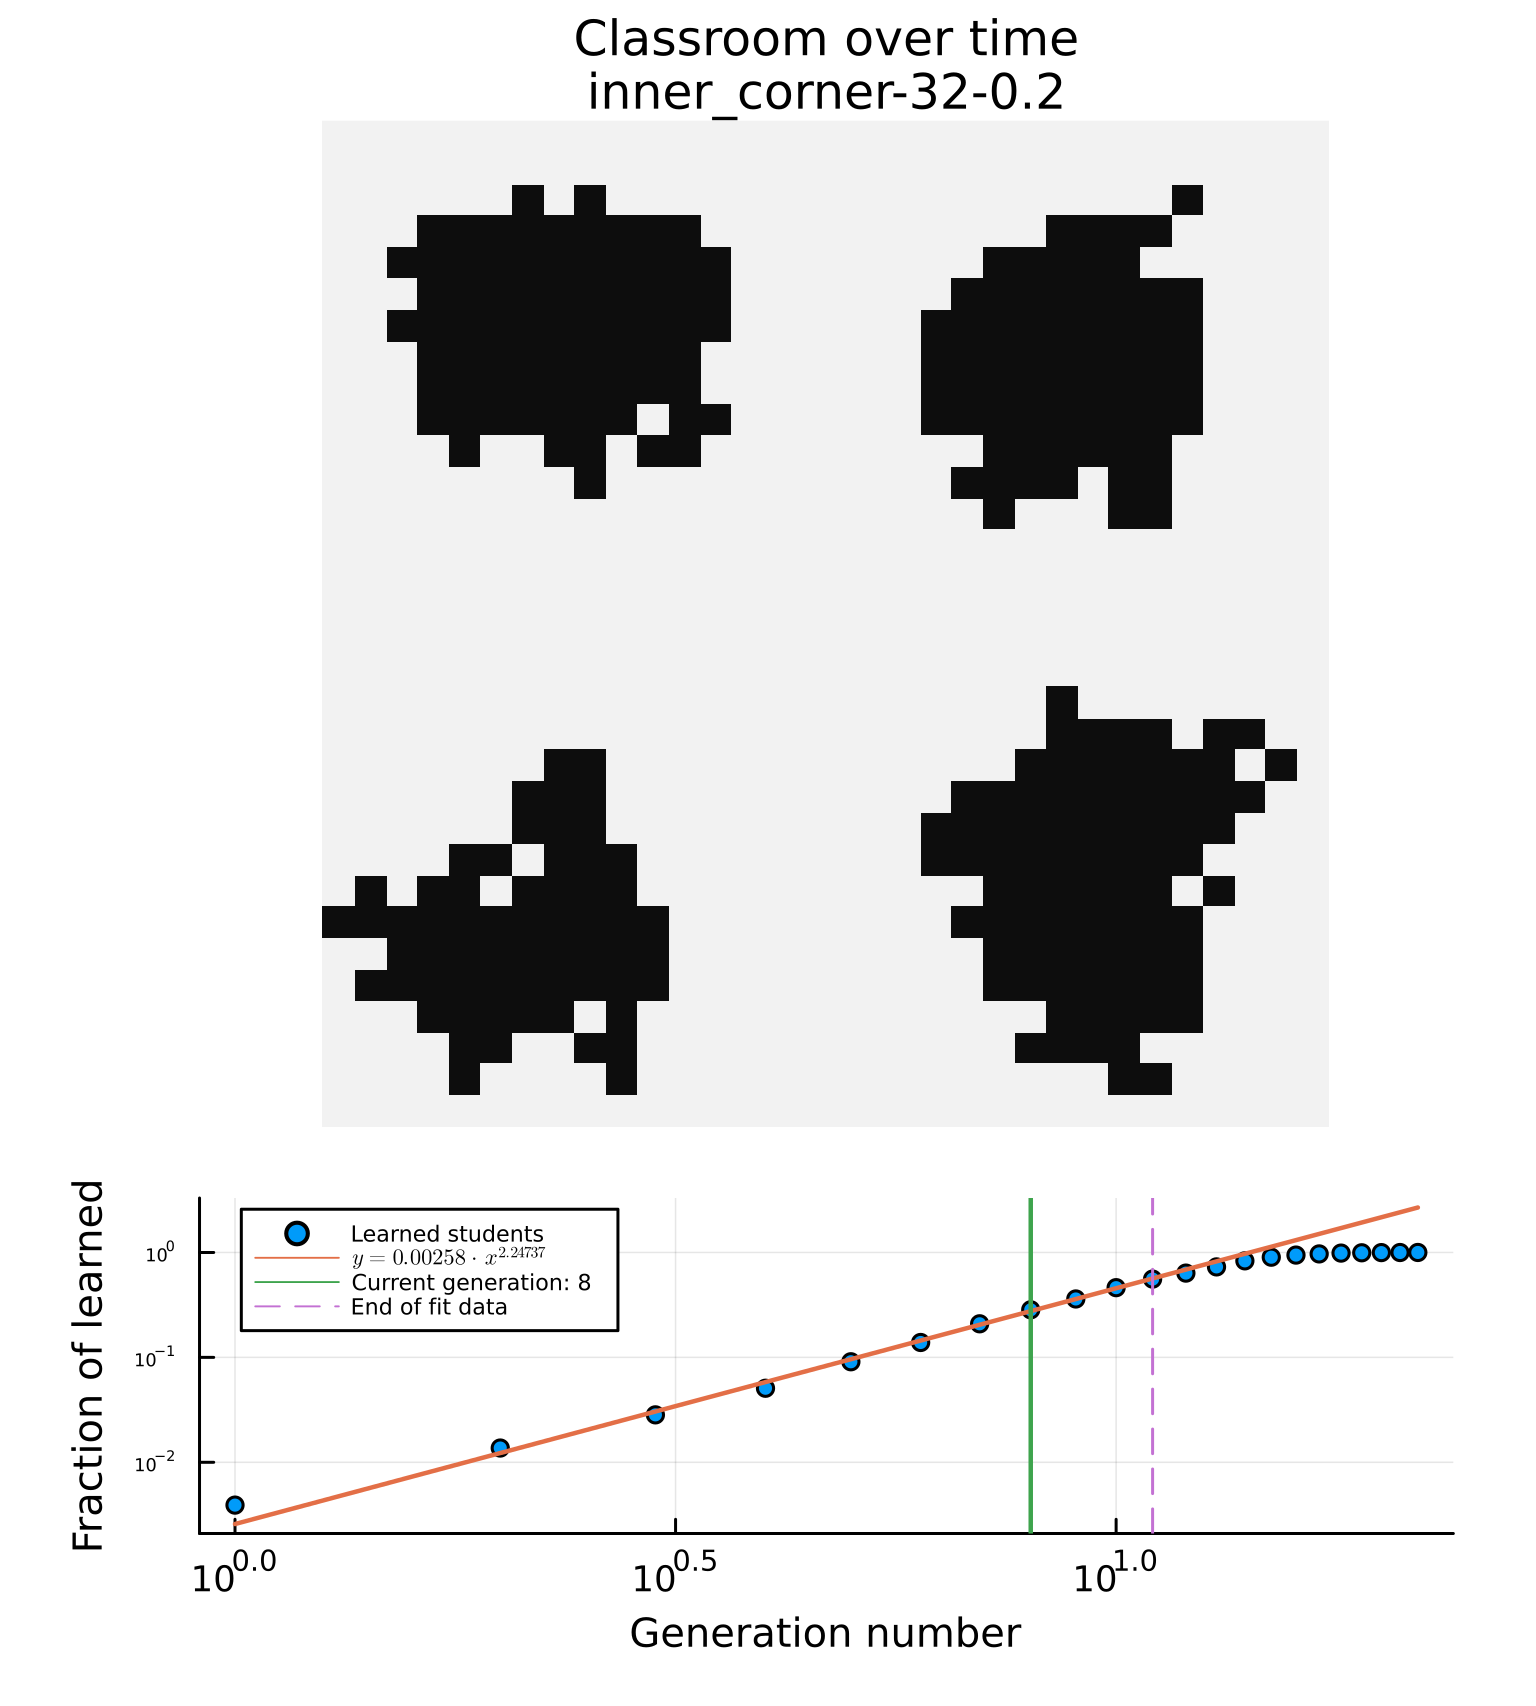 Classroom over time
inner_corner-32-0.2
Fraction of learned
10^0
10^-1
10^-2
Learned students
y = 0.00258 · x^2.24737
Current generation: 8
End of fit data
10^0.0
10^0.5
10^1.0
Generation number